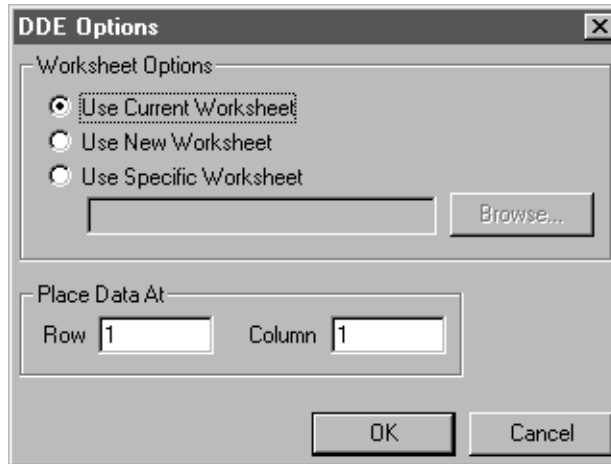 DDE Options
Worksheet Options
Use Current Worksheet
Use New Worksheet
Use Specific Worksheet
Browse...
Place Data At
Row 1 Column 1
OK Cancel